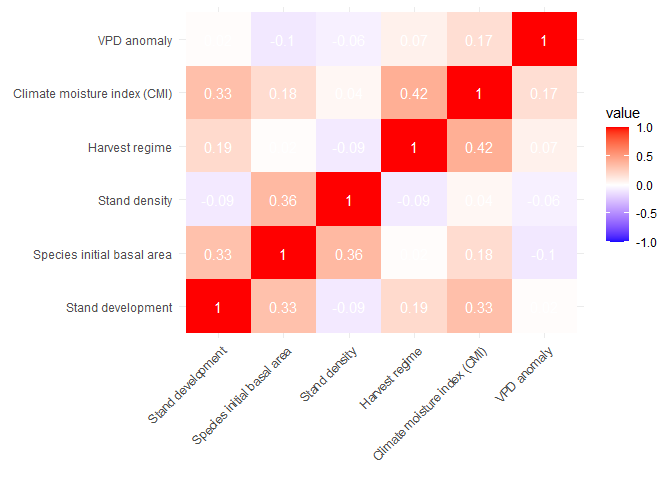 VPD anomaly -0.1 -0.06 0.07 0.17 1
Climate moisture index (CMI) 0.33 0.18 0.04 0.42 1 0.17
value
Harvest regime 0.19 -0.09 1 0.42 0.07
1.0
0.5
0.0
-0.5
-1.0
Stand density -0.09 0.36 1 -0.09 0.04 -0.06
Species initial basal area 0.33 1 0.36 0.18 -0.1
Stand development 1 0.33 -0.09 0.19 0.33
Stand development
Species initial basal area
Stand density
Harvest regime
Climate moisture index (CMI)
VPD anomaly